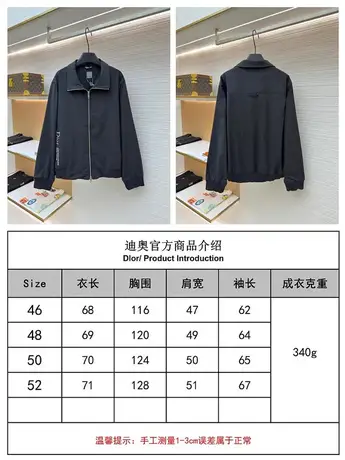 Dior
迪奥官方商品介绍
Dior/ Product Introduction
Size 衣长 胸围 肩宽 袖长 成衣克重
46 68 116 47 62
48 69 120 49 64
50 70 124 50 65
52 71 128 51 67
340g
温馨提示：手工测量1-3cm误差属于正常